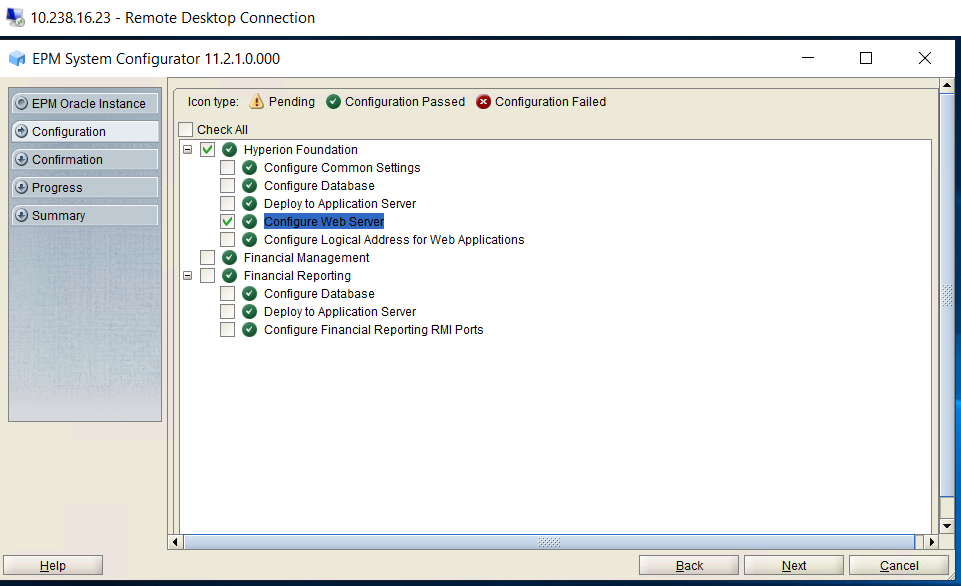 10.238.16.23 - Remote Desktop Connection
EPM System Configurator 11.2.1.0.000
EPM Oracle Instance
Configuration
Confirmation
Progress
Summary
Icon type: Pending Configuration Passed Configuration Failed
Check All
Hyperion Foundation
Configure Common Settings
Configure Database
Deploy to Application Server
Configure Web Server
Configure Logical Address for Web Applications
Financial Management
Financial Reporting
Configure Database
Deploy to Application Server
Configure Financial Reporting RMI Ports
Help Back Next Cancel